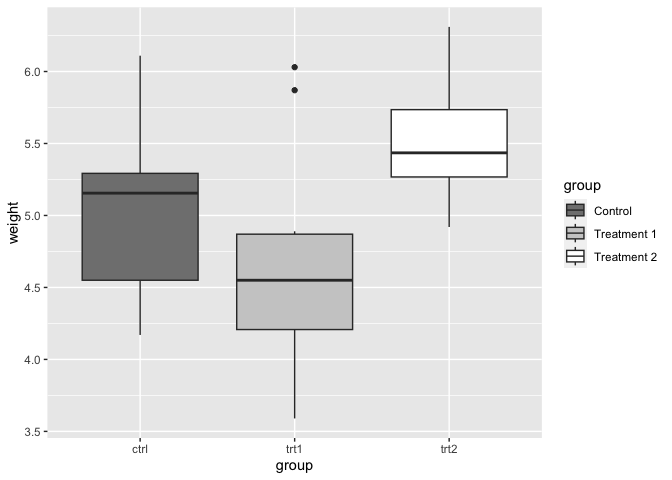 6.0
5.5
5.0
4.5
4.0
3.5
weight
ctrl
trt1
trt2
group
group
Control
Treatment 1
Treatment 2